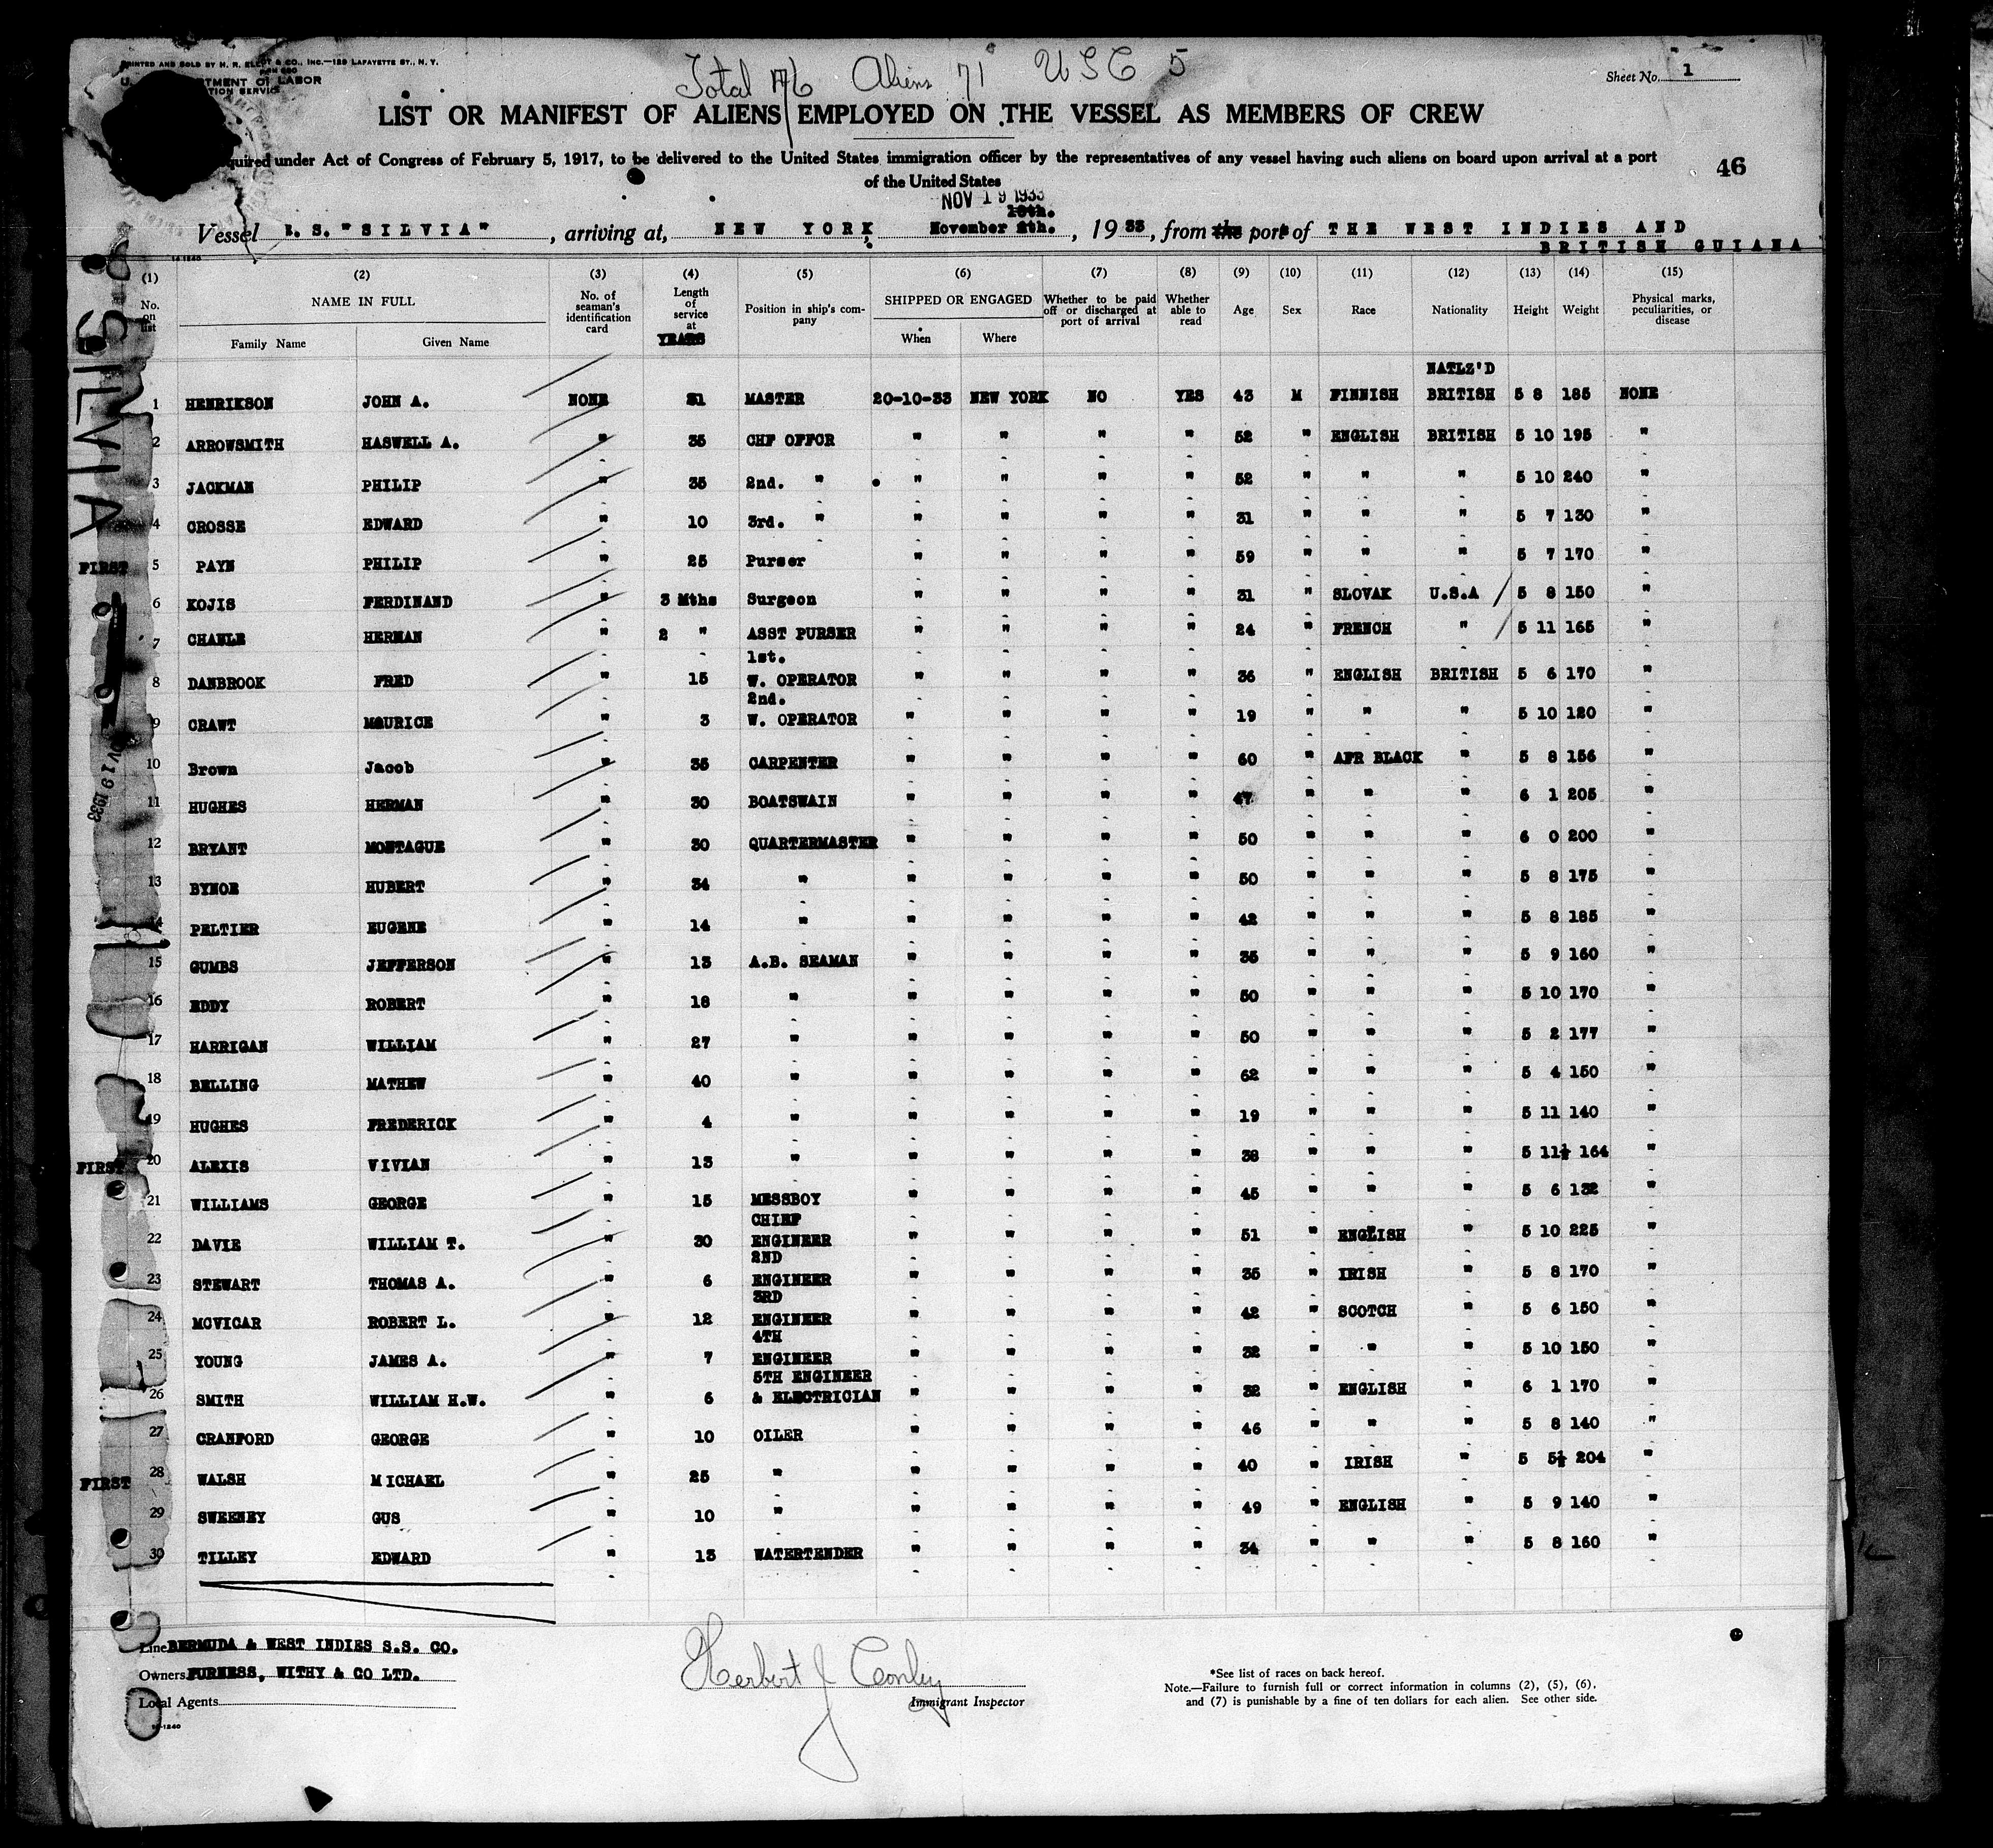 PRINTED AND SOLD BY H. R. ELLIOT & CO., INC.—129 LAFAYETTE ST., N. Y.
Total 76 Aliens 71 USC 5
Sheet No. 1
LABOR
LIST OR MANIFEST OF ALIENS EMPLOYED ON THE VESSEL AS MEMBERS OF CREW
quired under Act of Congress of February 5, 1917, to be delivered to the United States immigration officer by the representatives of any vessel having such aliens on board upon arrival at a port
of the United States
46
NOV 19 1933
Vessel S. S. "SILVIA", arriving at, NEW YORK, November, 1933, from the port of THE WEST INDIES AND
BRITISH GUIANA
SILVIA
(1) (2) (3) (4) (5) (6) (7) (8) (9) (10) (11) (12) (13) (14) (15)
No. on list NAME IN FULL Family Name Given Name No. of seaman's identification card Length of service at YEARS Position in ship's company SHIPPED OR ENGAGED When Where Whether to be paid off or discharged at port of arrival Whether able to read Age Sex Race Nationality Height Weight Physical marks, peculiarities, or disease
NATLZ'D
1 HENRIKSON JOHN A. NONE 31 MASTER 20-10-33 NEW YORK NO YES 43 M FINNISH BRITISH 5 8 185 NONE
2 ARROWSMITH HASWELL A. " 35 CHF OFFCR " " " " 52 " ENGLISH BRITISH 5 10 195 "
3 JACKMAN PHILIP " 35 2nd. " " " " " 52 " " " 5 10 240 "
4 CROSSE EDWARD " 10 3rd. " " " " " 31 " " " 5 7 130 "
FIRST 5 PAYN PHILIP " 25 Purser " " " " 59 " " " 5 7 170 "
6 KOJIS FERDINAND " 3 Mths Surgeon " " " " 31 " SLOVAK U.S.A / 5 8 150 "
7 CHABLE HERMAN " 2 " ASST PURSER " " " " 24 " FRENCH " / 5 11 165 "
1st.
8 DANBROOK FRED " 15 W. OPERATOR " " " " 36 " ENGLISH BRITISH 5 6 170 "
2nd.
9 CRAWT MAURICE " 3 W. OPERATOR " " " " 19 " " " 5 10 120 "
10 Brown Jacob " 35 CARPENTER " " " " 60 " AFR BLACK " 5 8 156 "
11 HUGHES HERMAN " 30 BOATSWAIN " " " " 47 " " " 6 1 205 "
12 BRYANT MONTAGUE " 30 QUARTERMASTER " " " " 50 " " " 6 0 200 "
13 BYNOE HUBERT " 34 " " " " " 50 " " " 5 8 175 "
14 PELTIER EUGENE " 14 " " " " " 42 " " " 5 8 185 "
15 GUMBS JEFFERSON " 13 A.B. SEAMAN " " " " 35 " " " 5 9 160 "
16 EDDY ROBERT " 18 " " " " " 50 " " " 5 10 170 "
17 HARRIGAN WILLIAM " 27 " " " " " 50 " " " 5 2 177 "
18 BELLING MATHEW " 40 " " " " " 62 " " " 5 4 150 "
19 HUGHES FREDERICK " 4 " " " " " 19 " " " 5 11 140 "
FIRST 20 ALEXIS VIVIAN " 13 " " " " " 38 " " " 5 11½ 164 "
21 WILLIAMS GEORGE " 15 MESSBOY " " " " 45 " " " 5 6 132 "
CHIEF
22 DAVIE WILLIAM T. " 30 ENGINEER " " " " 51 " ENGLISH " 5 10 225 "
2ND
23 STEWART THOMAS A. " 6 ENGINEER " " " " 35 " IRISH " 5 8 170 "
3RD
24 MCVICAR ROBERT L. " 12 ENGINEER " " " " 42 " SCOTCH " 5 6 150 "
4TH
25 YOUNG JAMES A. " 7 ENGINEER " " " " 32 " " " 5 10 150 "
5TH ENGINEER
26 SMITH WILLIAM H.W. " 6 & ELECTRICIAN " " " " 32 " ENGLISH " 6 1 170 "
27 CRANFORD GEORGE " 10 OILER " " " " 46 " " " 5 8 140 "
FIRST 28 WALSH MICHAEL " 25 " " " " " 40 " IRISH " 5 5½ 204 "
29 SWEENEY GUS " 10 " " " " " 49 " ENGLISH " 5 9 140 "
30 TILLEY EDWARD " 13 WATERTENDER " " " " 34 " " " 5 8 160 "
Line BERMUDA & WEST INDIES S.S. CO.
Owners FURNESS, WITHY & CO LTD.
Local Agents
Herbert J Conley
Immigrant Inspector
*See list of races on back hereof.
Note.—Failure to furnish full or correct information in columns (2), (5), (6),
and (7) is punishable by a fine of ten dollars for each alien. See other side.
14-1240